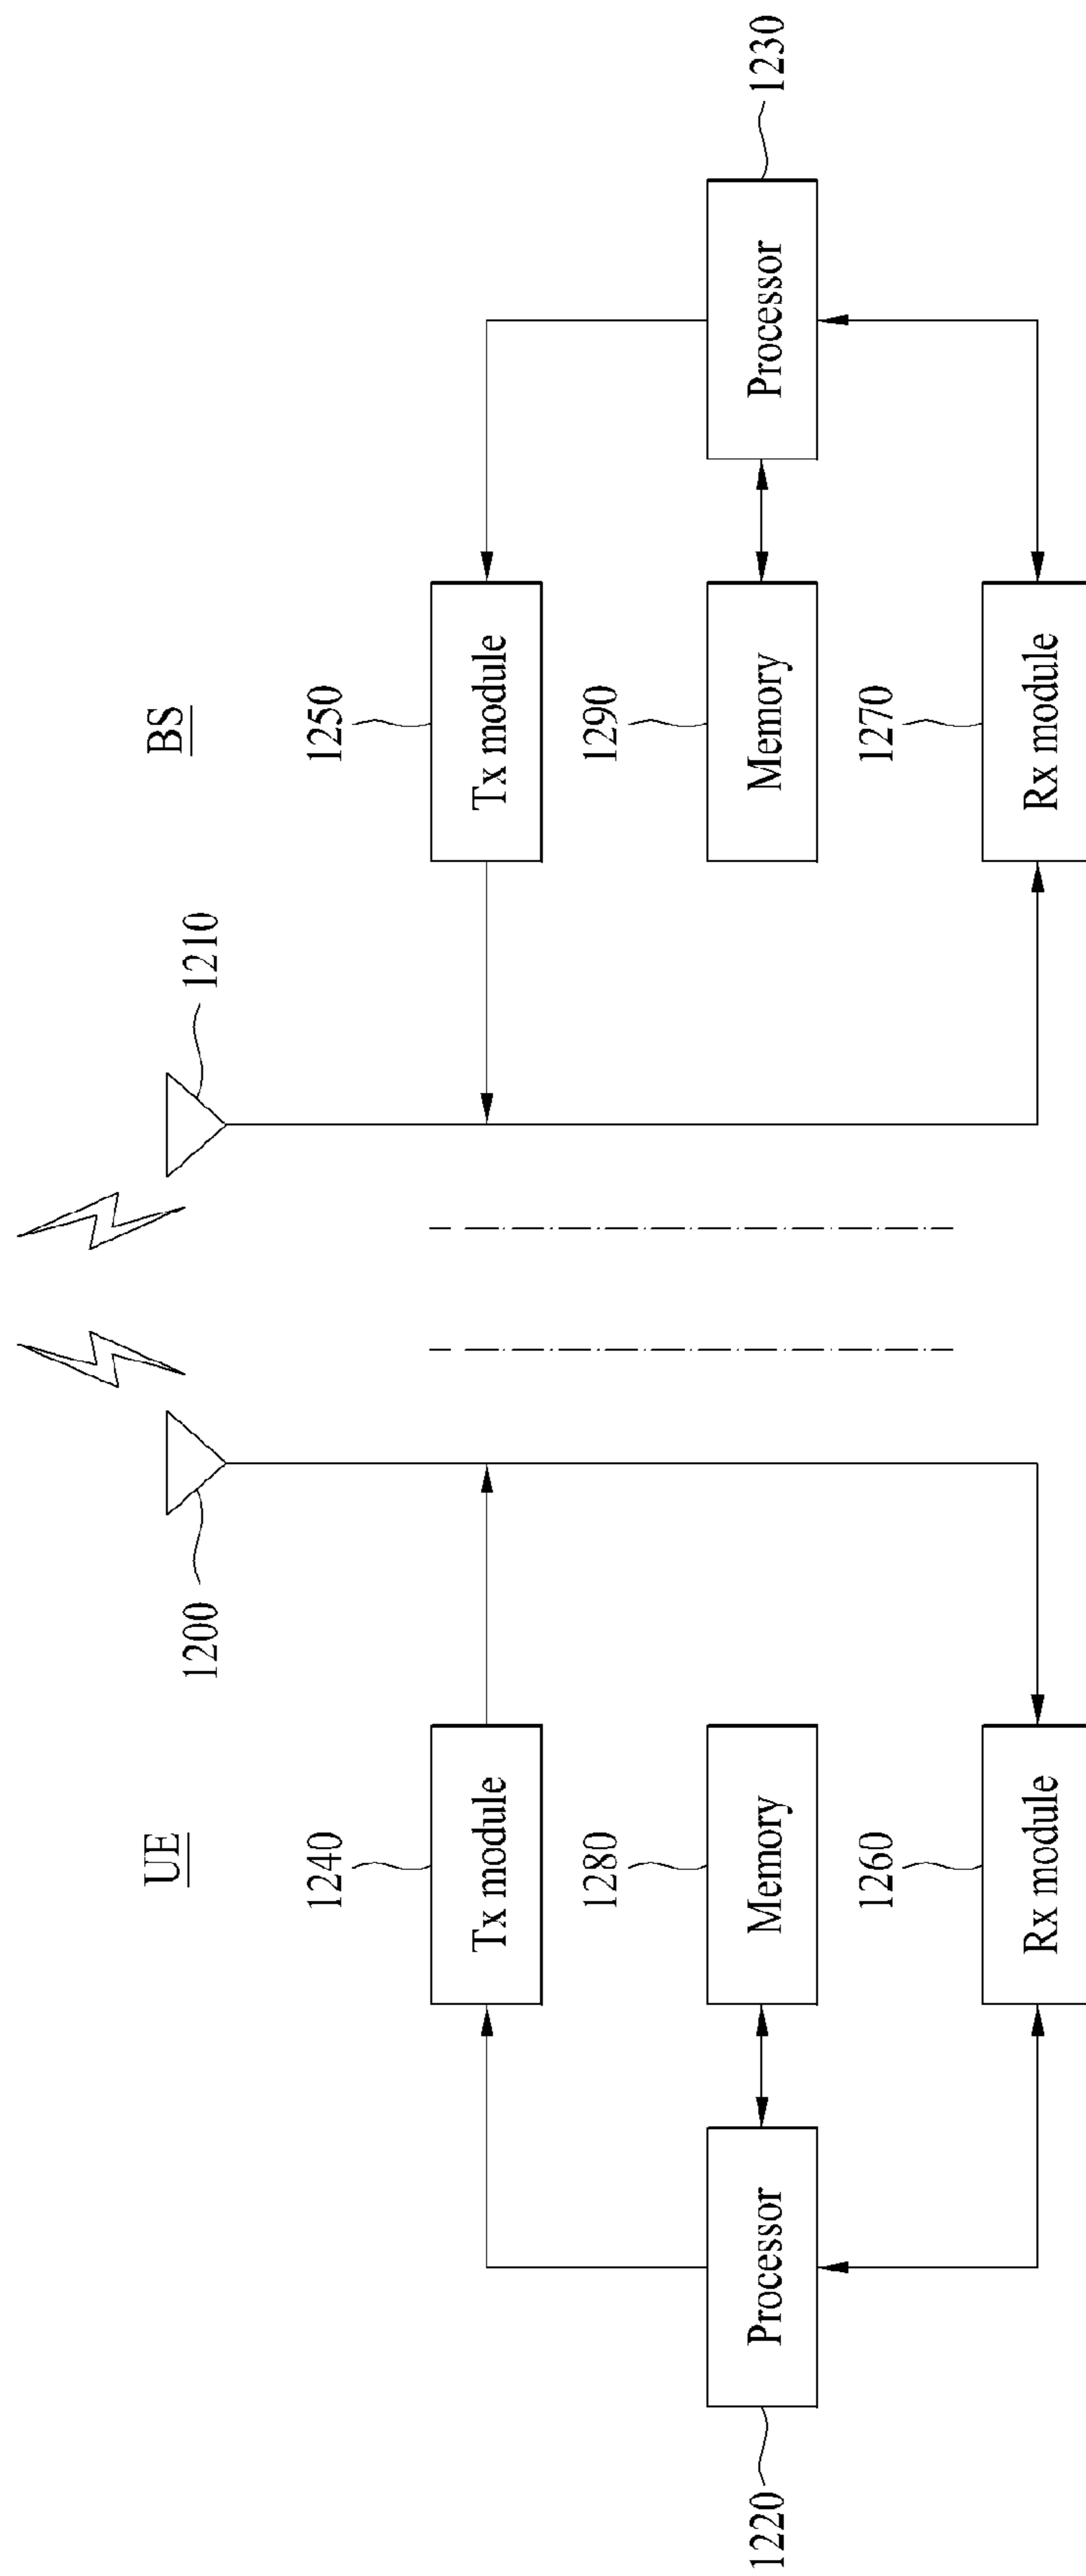 UE
BS
1200
1210
1240
Tx module
1250
Tx module
1220
Processor
1280
Memory
1290
Memory
Processor
1230
1260
Rx module
1270
Rx module